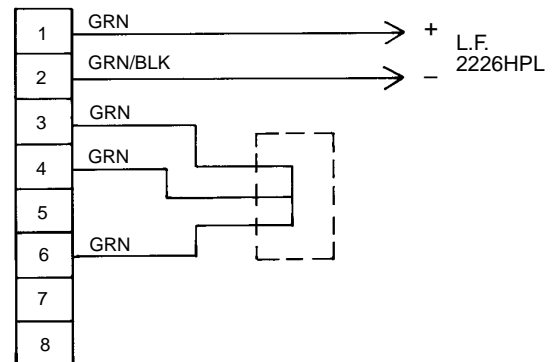 1 GRN + L.F.
2 GRN/BLK – 2226HPL
3 GRN
4 GRN
5
6 GRN
7
8